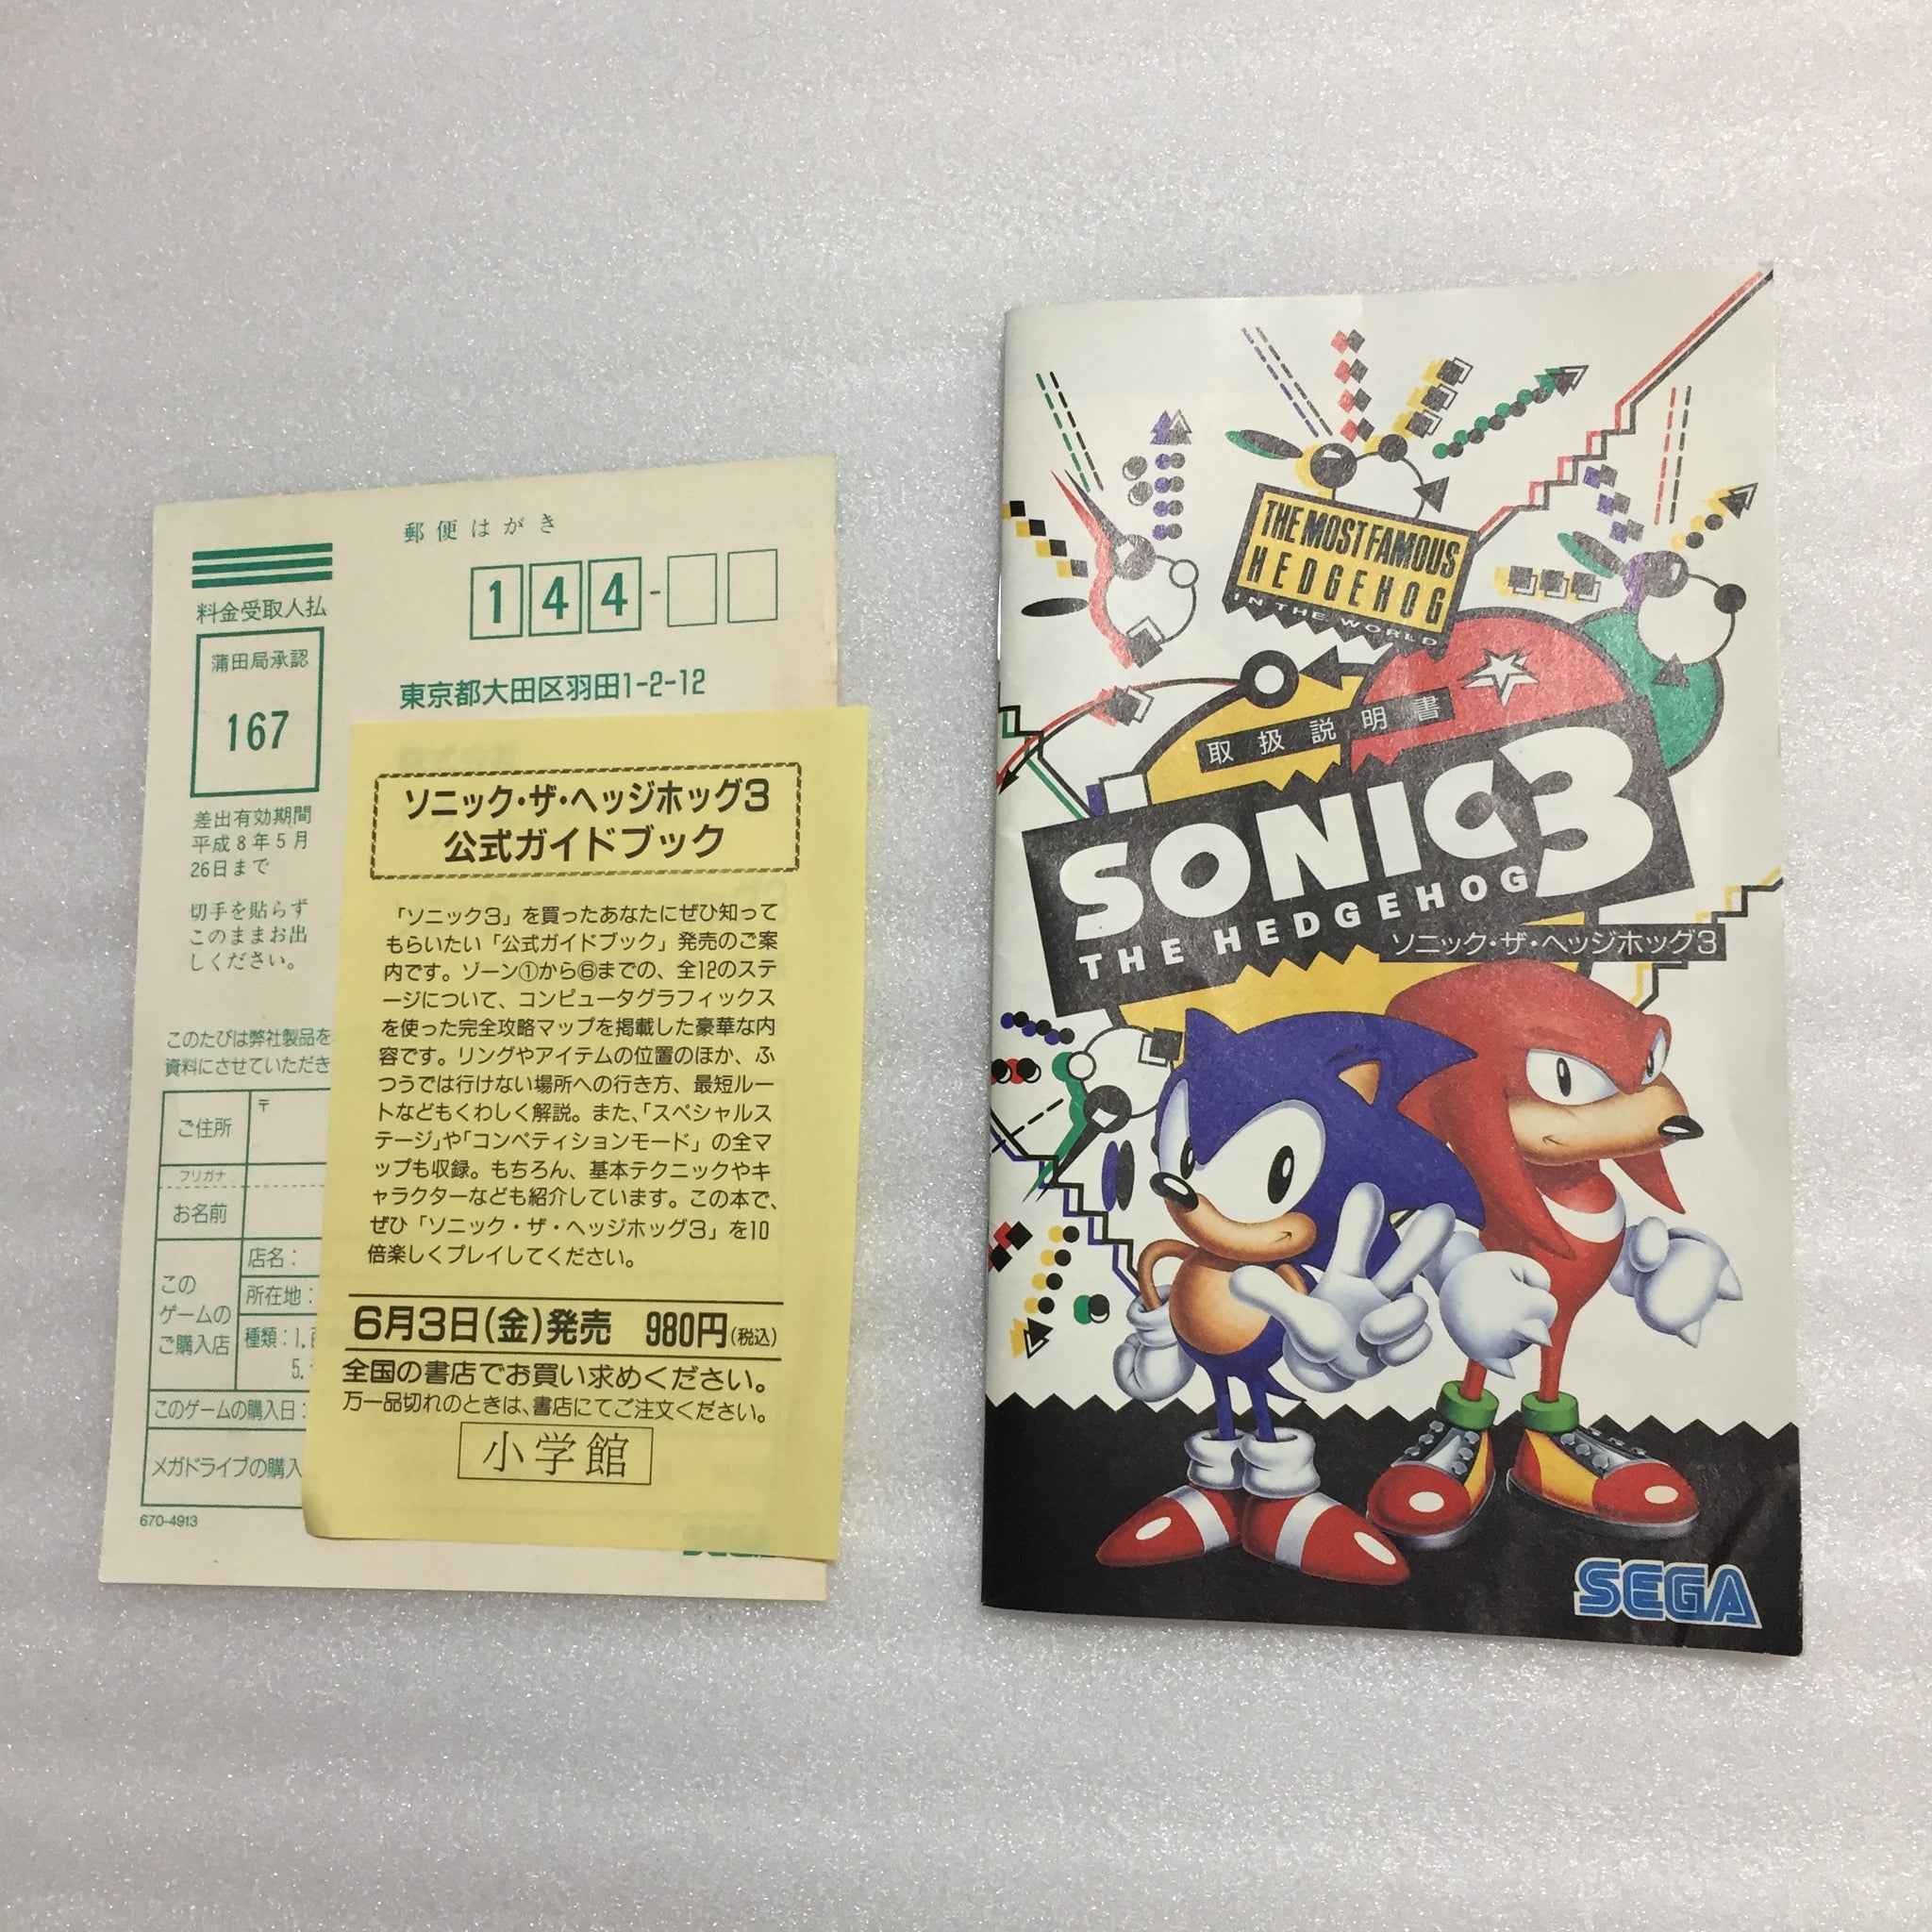 郵便はがき
144-
料金受取人払
蒲田局承認
167
東京都大田区羽田1-2-12
差出有効期間
平成8年5月
26日まで
切手を貼らず
このままお出
しください。
このたびは弊社製品を
資料にさせていただき
ご住所
〒
フリガナ
お名前
この
ゲームの
ご購入店
店名:
所在地:
種類:1.
5.
このゲームの購入日:
メガドライブの購入
670-4913
ソニック・ザ・ヘッジホッグ3
公式ガイドブック
「ソニック3」を買ったあなたにぜひ知って
もらいたい「公式ガイドブック」発売のご案
内です。ゾーン①から⑥までの、全12のステ
ージについて、コンピュータグラフィックス
を使った完全攻略マップを掲載した豪華な内
容です。リングやアイテムの位置のほか、ふ
つうでは行けない場所への行き方、最短ルー
トなどもくわしく解説。また、「スペシャルス
テージ」や「コンペティションモード」の全マ
ップも収録。もちろん、基本テクニックやキ
ャラクターなども紹介しています。この本で、
ぜひ「ソニック・ザ・ヘッジホッグ3」を10
倍楽しくプレイしてください。
6月3日(金)発売 980円(税込)
全国の書店でお買い求めください。
万一品切れのときは、書店にてご注文ください。
小学館
THE MOST FAMOUS
HEDGEHOG
IN THE WORLD
取扱説明書
SONIC 3
THE HEDGEHOG
ソニック・ザ・ヘッジホッグ3
SEGA